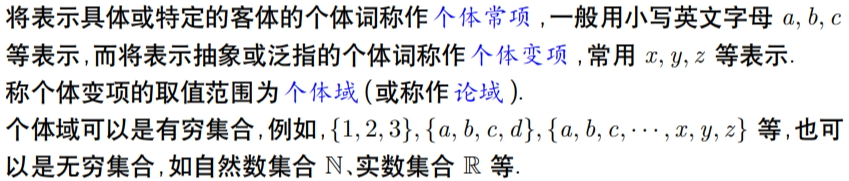 将表示具体或特定的客体的个体词称作个体常项,一般用小写英文字母 a, b, c
等表示,而将表示抽象或泛指的个体词称作个体变项,常用 x, y, z 等表示.
称个体变项的取值范围为个体域(或称作论域).
个体域可以是有穷集合,例如,{1, 2, 3}, {a, b, c, d}, {a, b, c, ⋯, x, y, z} 等,也可
以是无穷集合,如自然数集合 ℕ、实数集合 ℝ 等.